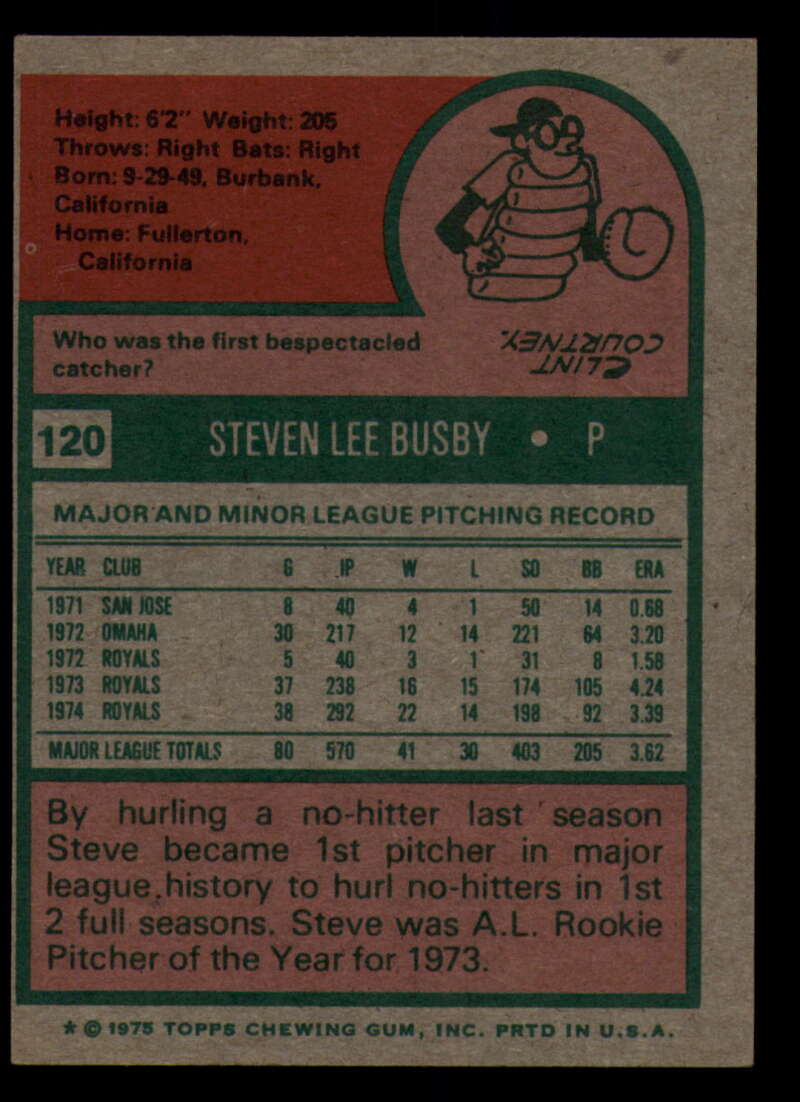 Height: 6'2" Weight: 205
Throws: Right Bats: Right
Born: 9-29-49, Burbank,
California
Home: Fullerton,
California
Who was the first bespectacled
catcher?
CLINT
COURTNEY.
120 STEVEN LEE BUSBY • P
MAJOR AND MINOR LEAGUE PITCHING RECORD
YEAR CLUB G IP W L SO BB ERA
1971 SAN JOSE 8 40 4 1 50 14 0.68
1972 OMAHA 30 217 12 14 221 64 3.20
1972 ROYALS 5 40 3 1 31 8 1.58
1973 ROYALS 37 238 16 15 174 105 4.24
1974 ROYALS 38 292 22 14 198 92 3.39
MAJOR LEAGUE TOTALS 80 570 41 30 403 205 3.62
By hurling a no-hitter last season
Steve became 1st pitcher in major
league history to hurl no-hitters in 1st
2 full seasons. Steve was A.L. Rookie
Pitcher of the Year for 1973.
* © 1975 TOPPS CHEWING GUM, INC. PRTD IN U.S.A.